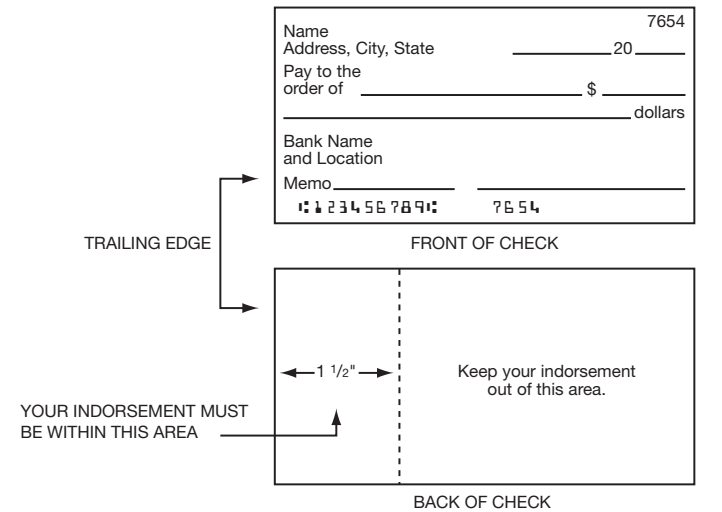 7654
Name
Address, City, State 20
Pay to the
order of $
dollars
Bank Name
and Location
Memo
⑆123456789⑆ 7654
TRAILING EDGE
FRONT OF CHECK
1 1/2"
Keep your indorsement
out of this area.
YOUR INDORSEMENT MUST
BE WITHIN THIS AREA
BACK OF CHECK